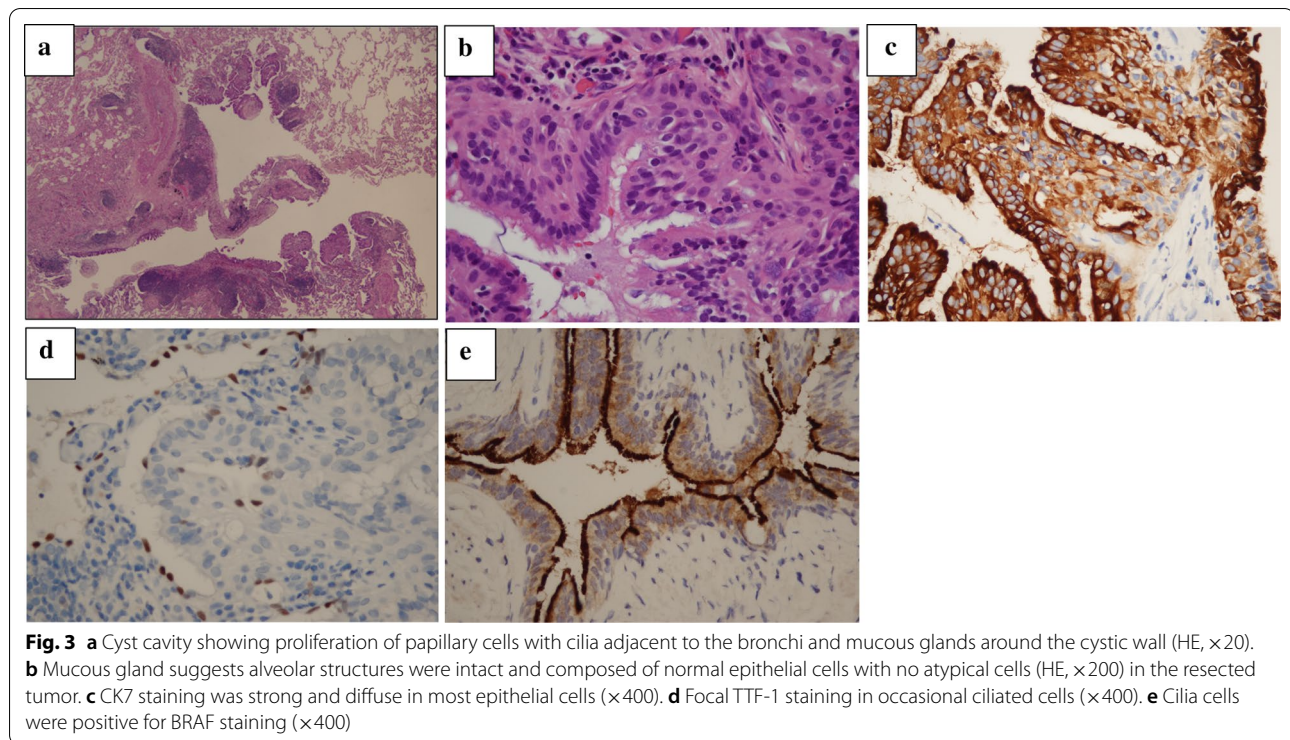 a
b
c
d
e
Fig. 3 a Cyst cavity showing proliferation of papillary cells with cilia adjacent to the bronchi and mucous glands around the cystic wall (HE, ×20).
b Mucous gland suggests alveolar structures were intact and composed of normal epithelial cells with no atypical cells (HE, ×200) in the resected
tumor. c CK7 staining was strong and diffuse in most epithelial cells (×400). d Focal TTF-1 staining in occasional ciliated cells (×400). e Cilia cells
were positive for BRAF staining (×400)